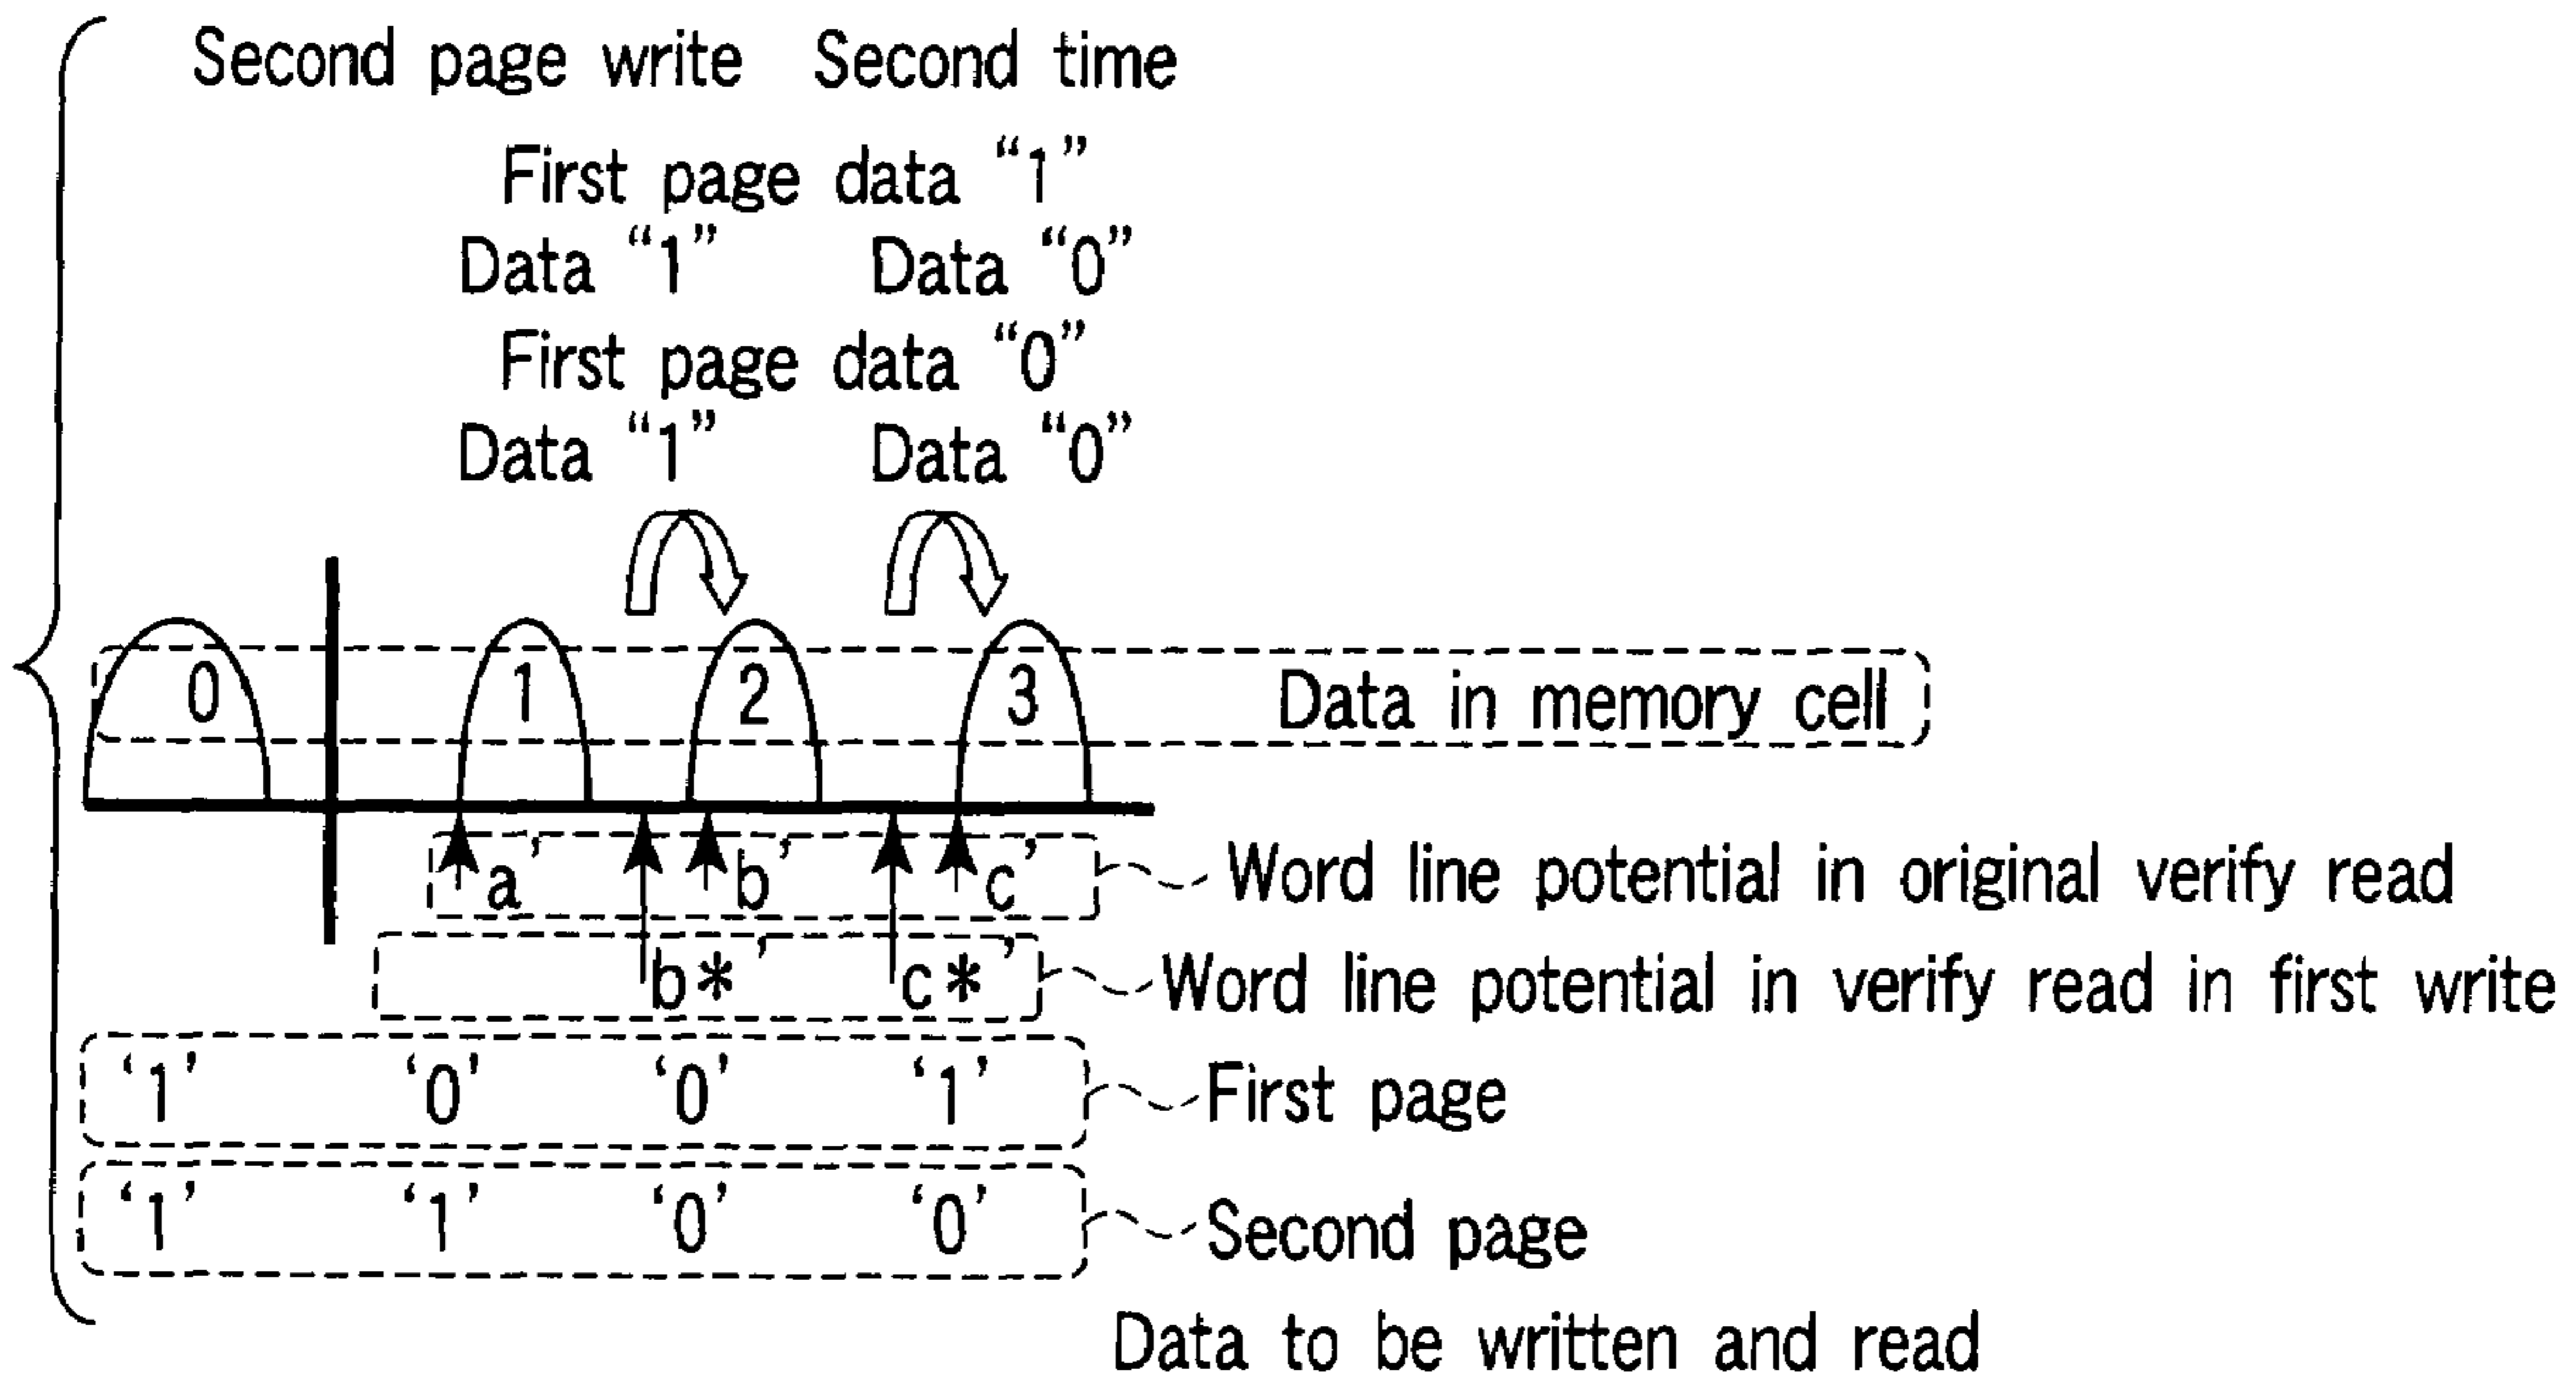 Second page write Second time
First page data “1”
Data “1” Data “0”
First page data “0”
Data “1” Data “0”
0 1 2 3 Data in memory cell
a’ b’ c’ Word line potential in original verify read
b*’ c*’ Word line potential in verify read in first write
‘1’ ‘0’ ‘0’ ‘1’ First page
‘1’ ‘1’ ‘0’ ‘0’ Second page
Data to be written and read